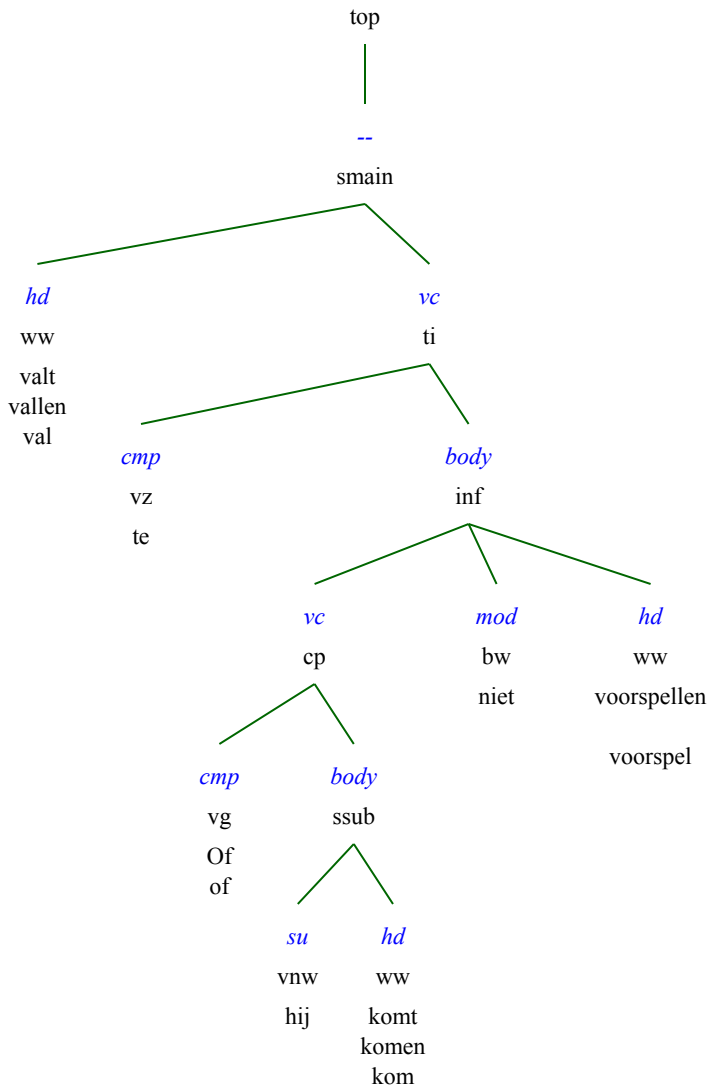 top
--
smain
hd vc
ww ti
valt
vallen
val
cmp body
vz inf
te
vc mod hd
cp bw ww
niet voorspellen
voorspel
cmp body
vg ssub
Of
of
su hd
vnw ww
hij komt
komen
kom